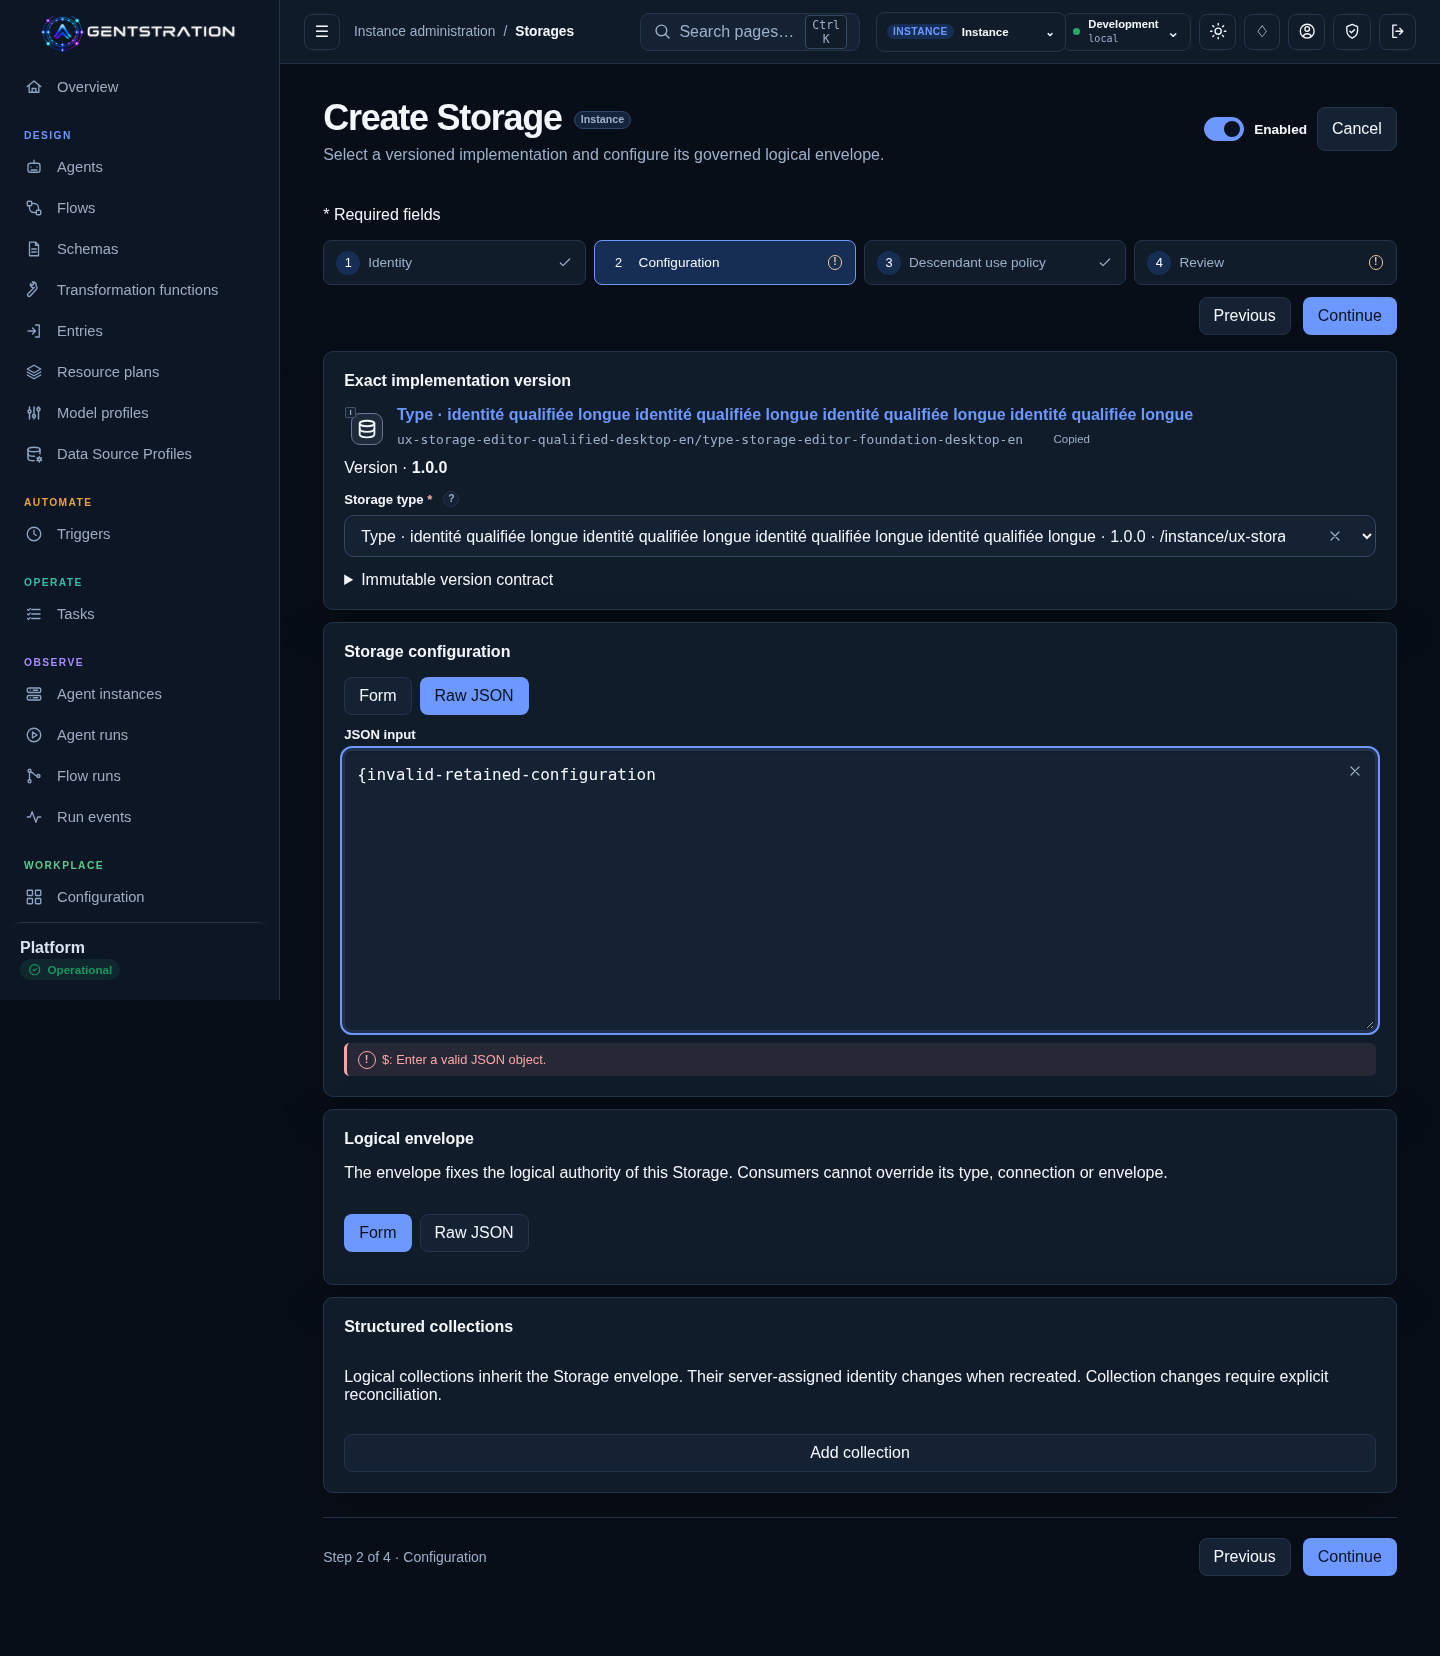 GENTSTRATION
☰
Instance administration / Storages
Search pages… Ctrl K
INSTANCE Instance
Development
local
Overview
DESIGN
Agents
Flows
Schemas
Transformation functions
Entries
Resource plans
Model profiles
Data Source Profiles
AUTOMATE
Triggers
OPERATE
Tasks
OBSERVE
Agent instances
Agent runs
Flow runs
Run events
WORKPLACE
Configuration
Platform
Operational
Create Storage Instance
Select a versioned implementation and configure its governed logical envelope.
Enabled
Cancel
* Required fields
1 Identity
2 Configuration
3 Descendant use policy
4 Review
Previous
Continue
Exact implementation version
I
Type · identité qualifiée longue identité qualifiée longue identité qualifiée longue identité qualifiée longue
ux-storage-editor-qualified-desktop-en/type-storage-editor-foundation-desktop-en Copied
Version · 1.0.0
Storage type * ?
Type · identité qualifiée longue identité qualifiée longue identité qualifiée longue identité qualifiée longue · 1.0.0 · /instance/ux-stora
Immutable version contract
Storage configuration
Form
Raw JSON
JSON input
{invalid-retained-configuration
$: Enter a valid JSON object.
Logical envelope
The envelope fixes the logical authority of this Storage. Consumers cannot override its type, connection or envelope.
Form
Raw JSON
Structured collections
Logical collections inherit the Storage envelope. Their server-assigned identity changes when recreated. Collection changes require explicit
reconciliation.
Add collection
Step 2 of 4 · Configuration
Previous
Continue